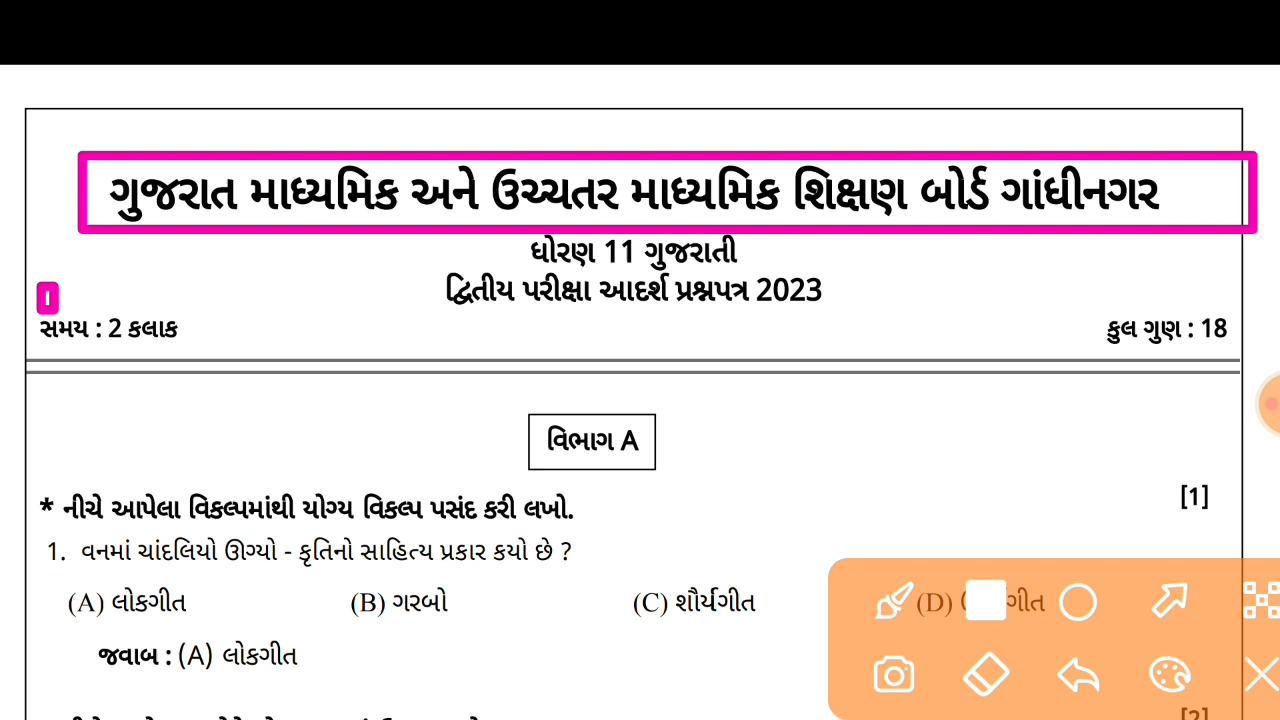 ગુજરાત માધ્યમિક અને ઉચ્ચતર માધ્યમિક શિક્ષણ બોર્ડ ગાંધીનગર
ધોરણ 11 ગુજરાતી
દ્વિતીય પરીક્ષા આદર્શ પ્રશ્નપત્ર 2023
સમય : 2 કલાક કુલ ગુણ : 18
વિભાગ A
* નીચે આપેલા વિકલ્પમાંથી યોગ્ય વિકલ્પ પસંદ કરી લખો. [1]
1. વનમાં ચાંદલિયો ઊગ્યો - કૃતિનો સાહિત્ય પ્રકાર કયો છે ?
(A) લોકગીત (B) ગરબો (C) શૌર્યગીત (D)
જવાબ : (A) લોકગીત
[2]